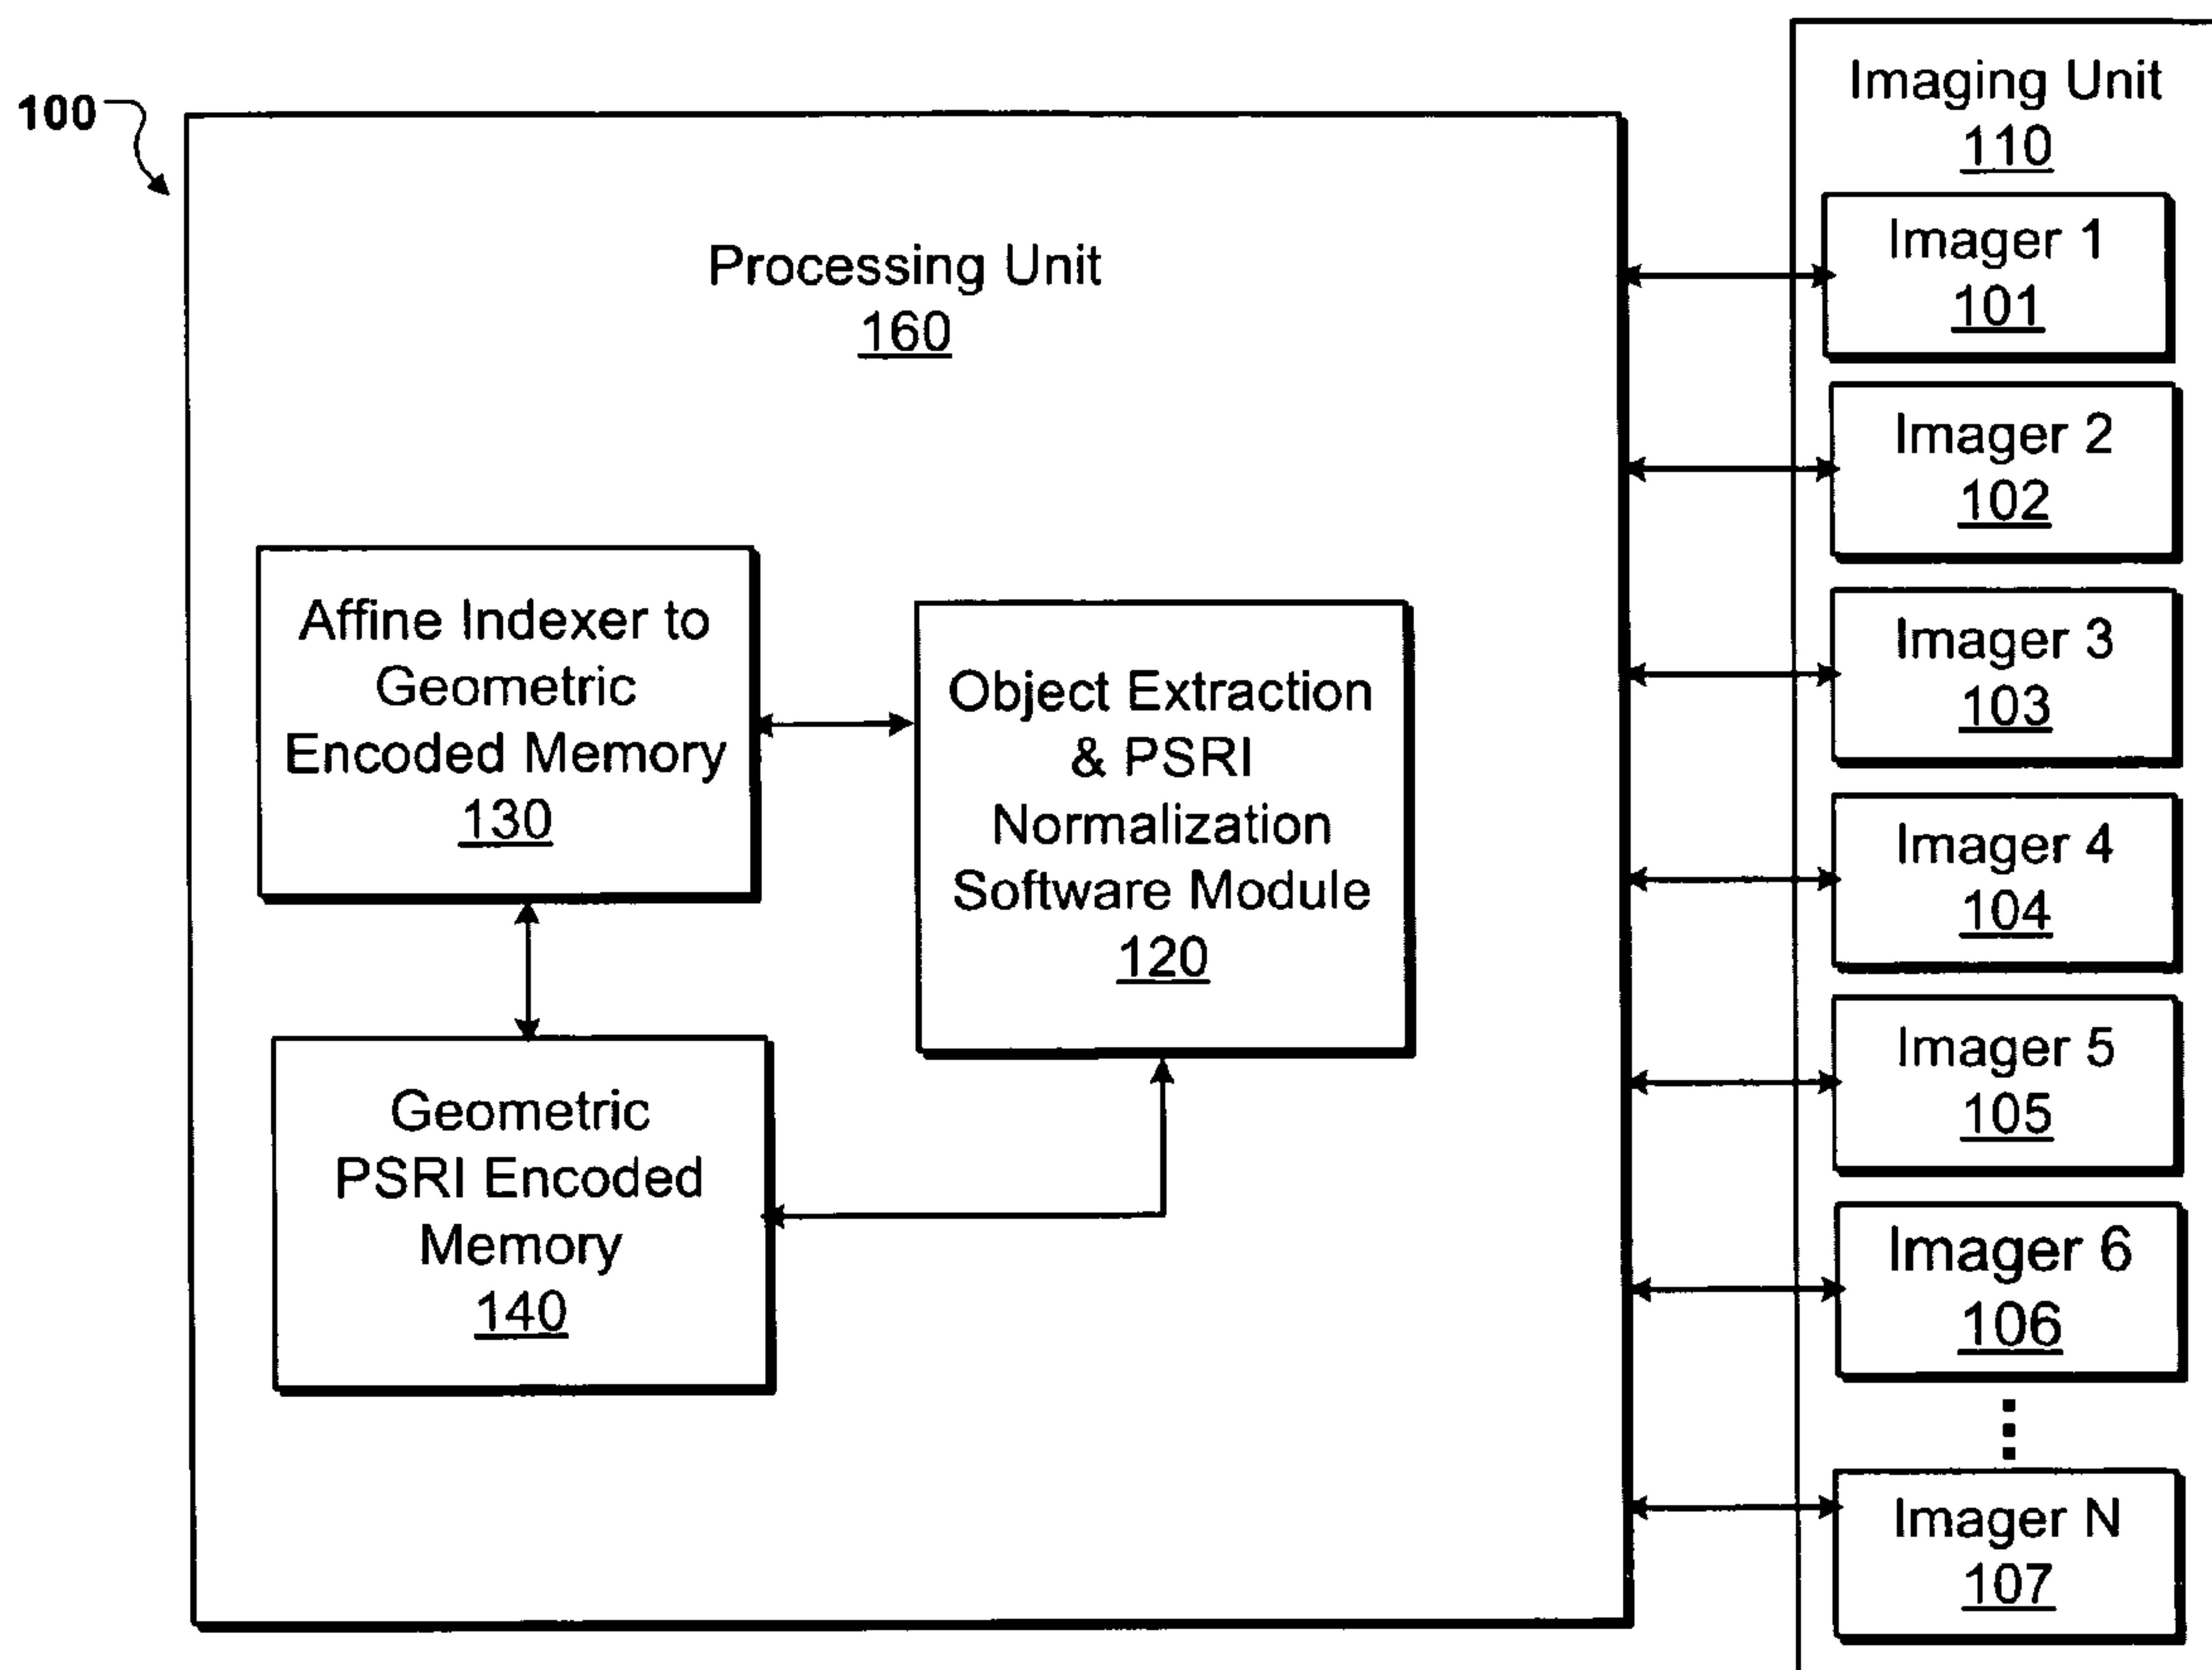 100
Processing Unit
160
Affine Indexer to
Geometric
Encoded Memory
130
Object Extraction
& PSRI
Normalization
Software Module
120
Geometric
PSRI Encoded
Memory
140
Imaging Unit
110
Imager 1
101
Imager 2
102
Imager 3
103
Imager 4
104
Imager 5
105
Imager 6
106
Imager N
107